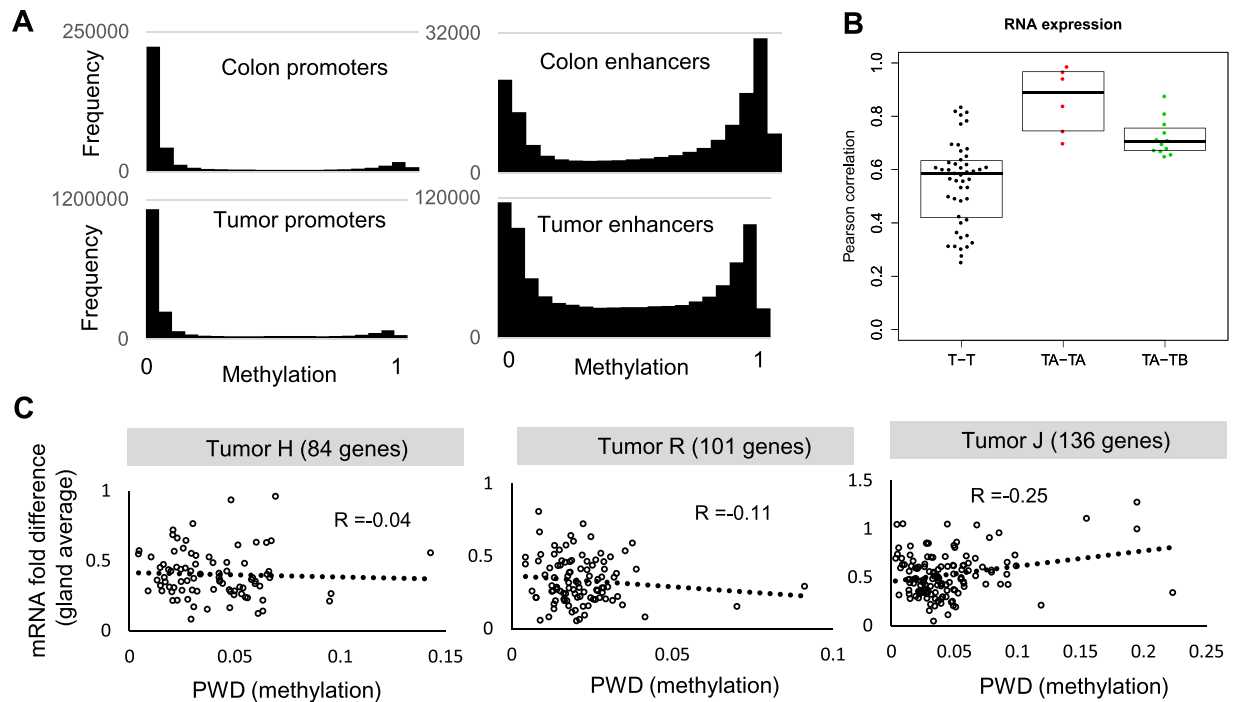 A
250000
Frequency
0
Colon promoters
32000
Colon enhancers
0
1200000
Frequency
0
Tumor promoters
120000
Tumor enhancers
0
0
Methylation
1
0
Methylation
1
B
RNA expression
Pearson correlation
1.0
0.8
0.6
0.4
0.2
0.0
T-T
TA-TA
TA-TB
C
mRNA fold difference
(gland average)
Tumor H (84 genes)
R =-0.04
1
0.5
0
0
0.05
0.1
0.15
PWD (methylation)
Tumor R (101 genes)
R =-0.11
1
0.5
0
0
0.05
0.1
PWD (methylation)
Tumor J (136 genes)
R =-0.25
1.5
1
0.5
0
0
0.05
0.1
0.15
0.2
0.25
PWD (methylation)